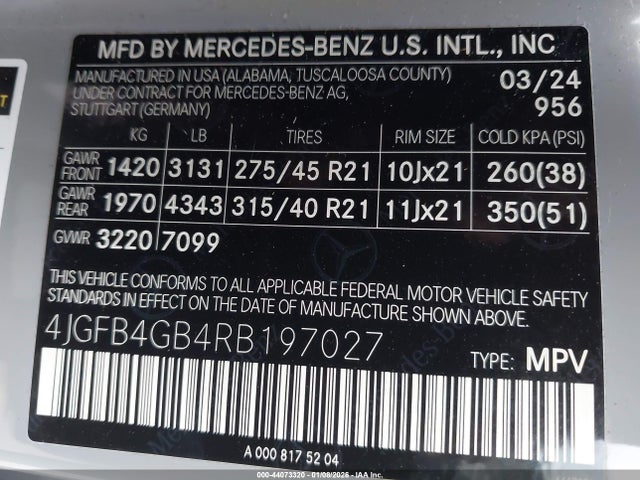 MFD BY MERCEDES-BENZ U.S. INTL., INC
MANUFACTURED IN USA (ALABAMA, TUSCALOOSA COUNTY) 03/24
UNDER CONTRACT FOR MERCEDES-BENZ AG,
STUTTGART (GERMANY) 956
KG LB TIRES RIM SIZE COLD KPA (PSI)
GAWR FRONT 1420 3131 275/45 R21 10Jx21 260(38)
GAWR REAR 1970 4343 315/40 R21 11Jx21 350(51)
GVWR 3220 7099
THIS VEHICLE CONFORMS TO ALL APPLICABLE FEDERAL MOTOR VEHICLE SAFETY
STANDARDS IN EFFECT ON THE DATE OF MANUFACTURE SHOWN ABOVE.
4JGFB4GB4RB197027
TYPE: MPV
A 000 817 52 04
000-44073320 - 01/08/2026 - IAAI.com